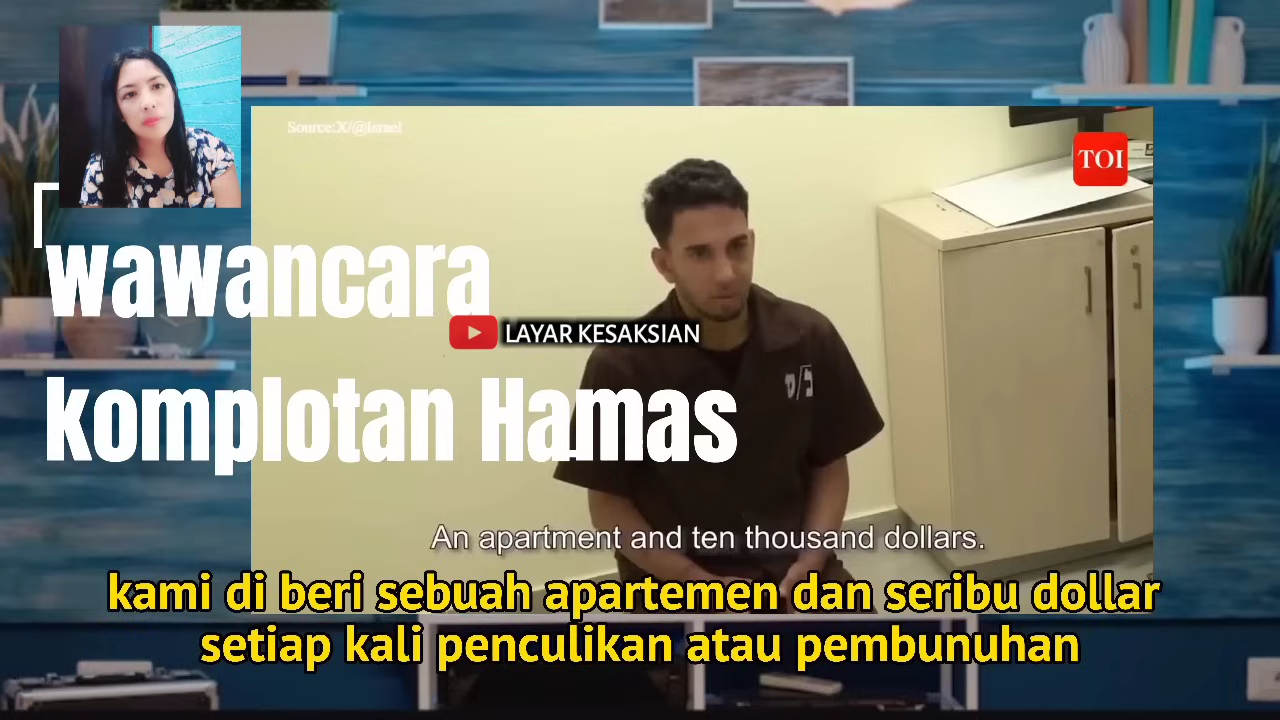 Source:X/@Israel
TOI
wawancara
LAYAR KESAKSIAN
komplotan Hamas
An apartment and ten thousand dollars.
kami di beri sebuah apartemen dan seribu dollar
setiap kali penculikan atau pembunuhan